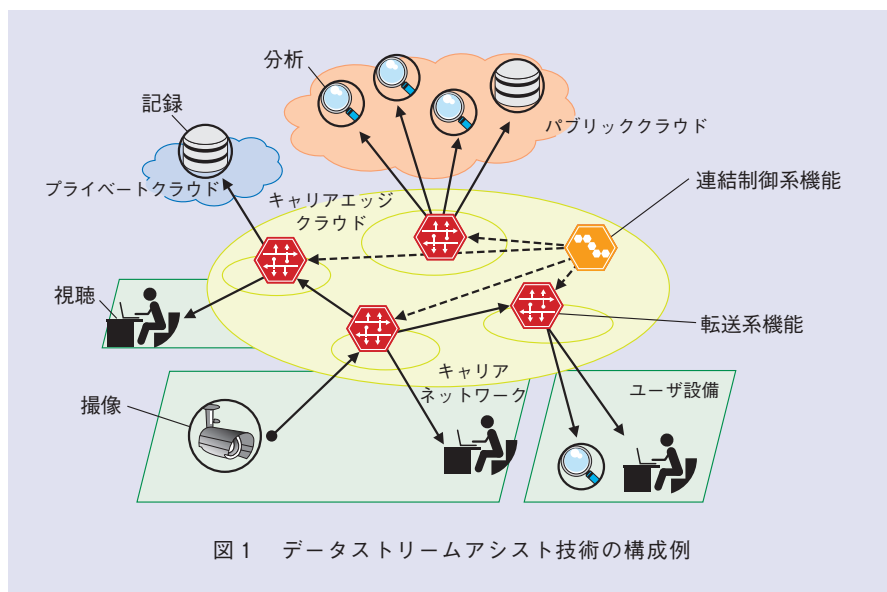 分析
記録
パブリッククラウド
プライベートクラウド
キャリアエッジ
クラウド
連結制御系機能
視聴
転送系機能
キャリア
ネットワーク
ユーザ設備
撮像
図1 データストリームアシスト技術の構成例